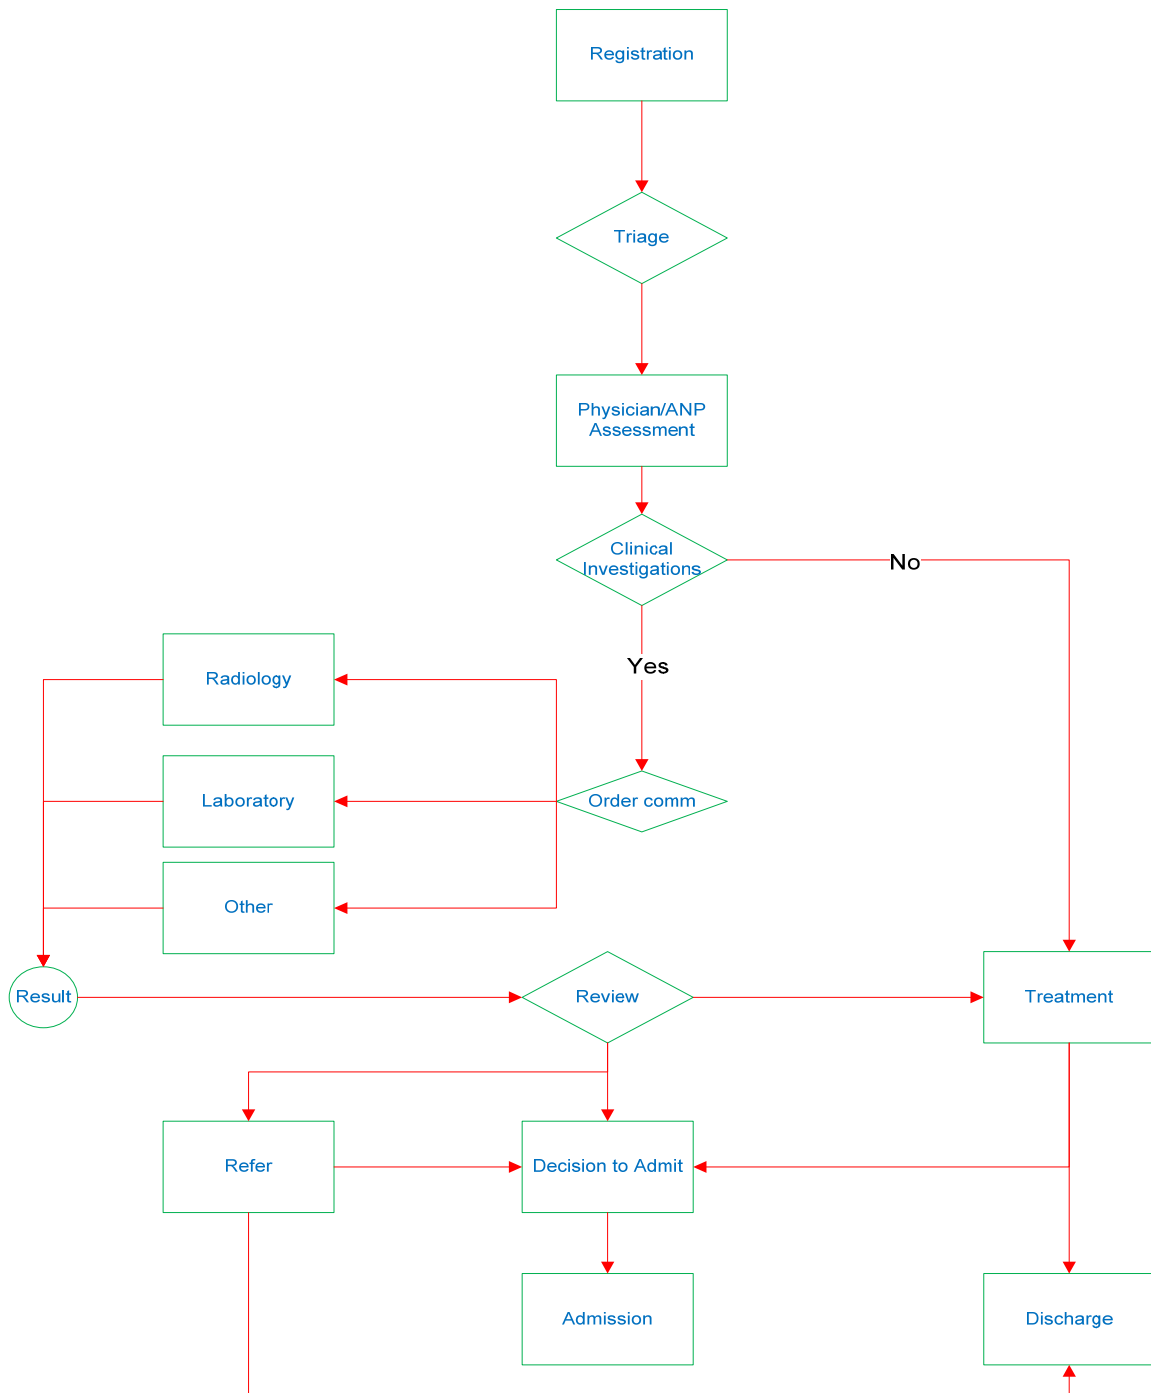 Registration
Triage
Physician/ANP
Assessment
Clinical
Investigations
No
Yes
Radiology
Laboratory
Order comm
Other
Result
Review
Treatment
Refer
Decision to Admit
Admission
Discharge